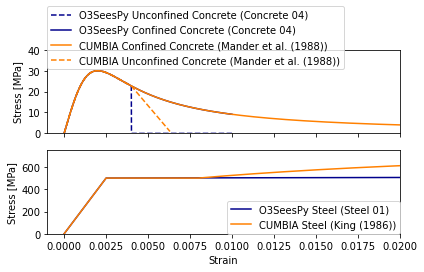 O3SeesPy Unconfined Concrete (Concrete 04)
O3SeesPy Confined Concrete (Concrete 04)
CUMBIA Confined Concrete (Mander et al. (1988))
CUMBIA Unconfined Concrete (Mander et al. (1988))
Stress [MPa]
40
30
20
10
0
Stress [MPa]
600
400
200
0
O3SeesPy Steel (Steel 01)
CUMBIA Steel (King (1986))
0.0000 0.0025 0.0050 0.0075 0.0100 0.0125 0.0150 0.0175 0.0200
Strain